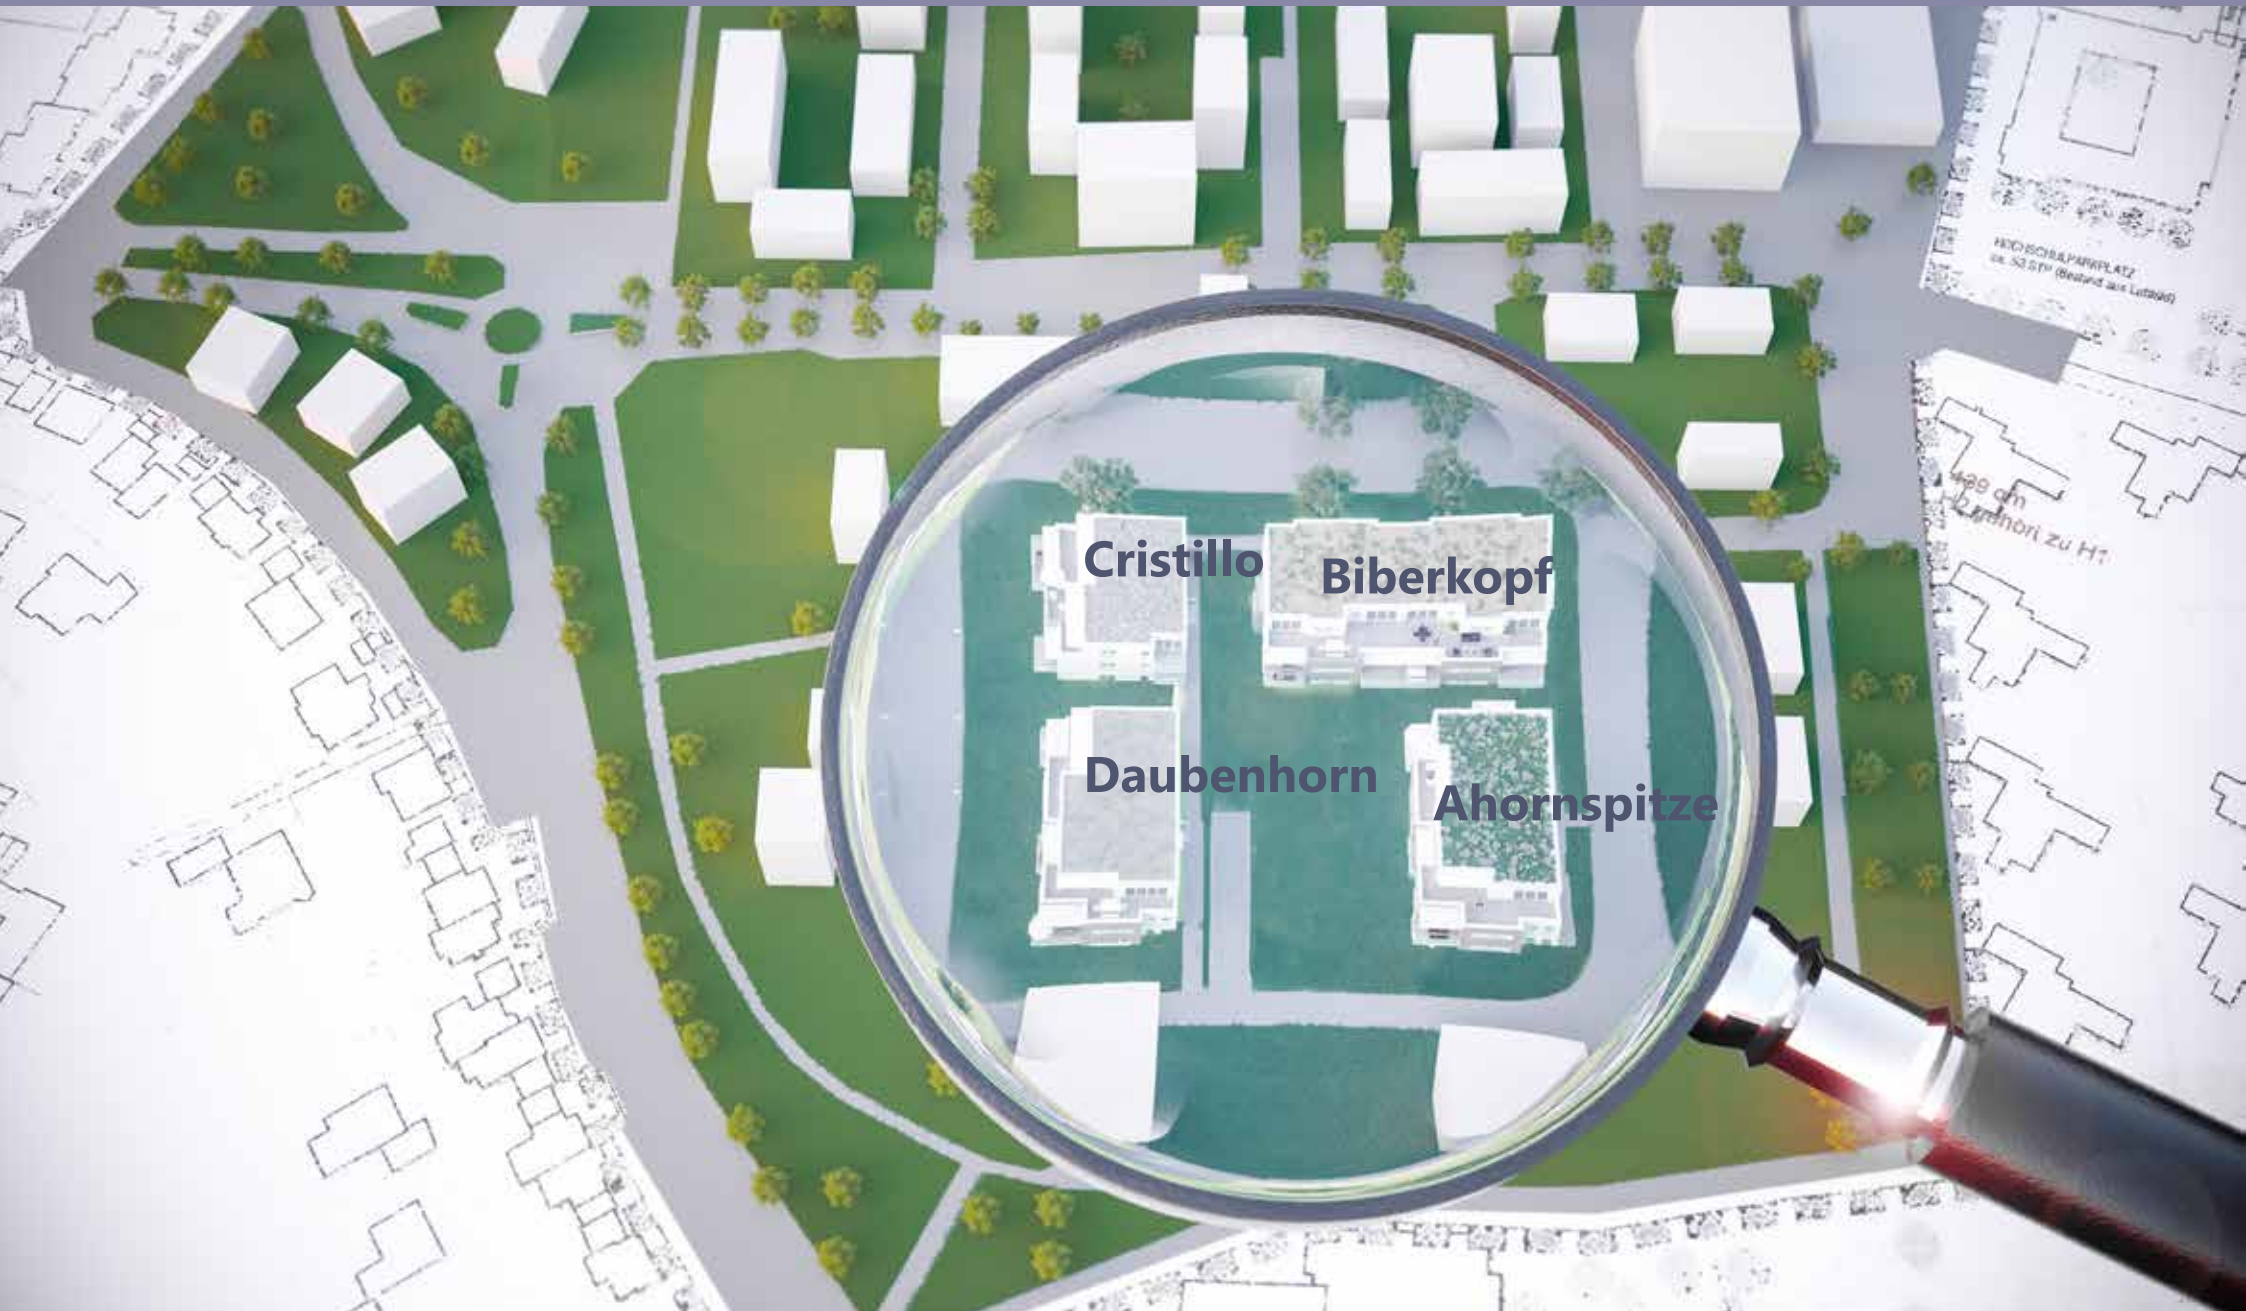 HOCHSCHULPARKPLATZ
Cristillo
Biberkopf
Daubenhorn
Ahornspitze